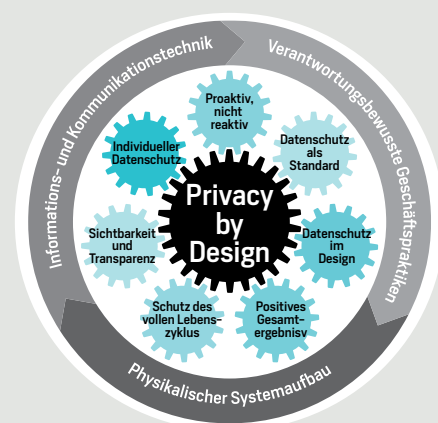 Informations- und Kommunikationstechnik
Verantwortungsbewusste Geschäftspraktiken
Physikalischer Systemaufbau
Proaktiv,
nicht
reaktiv
Datenschutz
als
Standard
Datenschutz
im
Design
Positives
Gesamt-
ergebnisv
Schutz des
vollen Lebens-
zyklus
Sichtbarkeit
und
Transparenz
Individueller
Datenschutz
Privacy
by
Design